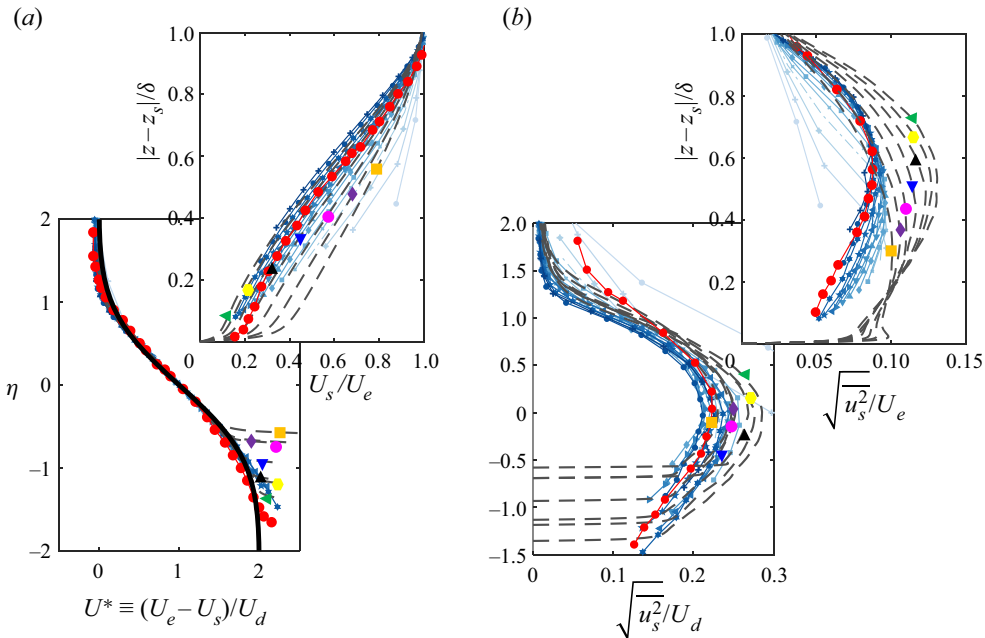 (a)
(b)
1.0
0.8
0.6
0.4
0.2
|z – z_s|/δ
0 0.2 0.4 0.6 0.8 1.0
U_s/U_e
2
1
0
–1
–2
η
0 1 2
U* ≡ (U_e – U_s)/U_d
1.0
0.8
0.6
0.4
0.2
|z – z_s|/δ
0.05 0.10 0.15
√u_s²/U_e
2.0
1.5
1.0
0.5
0
–0.5
–1.0
–1.5
0 0.1 0.2 0.3
√u_s²/U_d